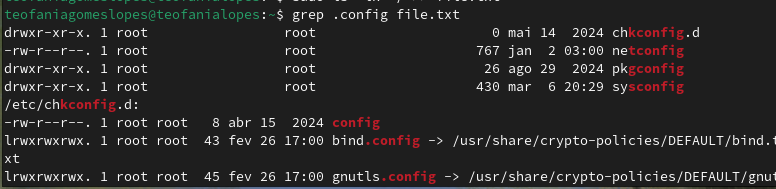 teofaniagomeslopes@teofanialopes:~$ grep .config file.txt
drwxr-xr-x. 1 root                 root                         0 mai 14  2024 chkconfig.d
-rw-r--r--. 1 root                 root                       767 jan  2 03:00 netconfig
drwxr-xr-x. 1 root                 root                        26 ago 29  2024 pkgconfig
drwxr-xr-x. 1 root                 root                       430 mar  6 20:29 sysconfig
/etc/chkconfig.d:
-rw-r--r--. 1 root root   8 abr 15  2024 config
lrwxrwxrwx. 1 root root  43 fev 26 17:00 bind.config -> /usr/share/crypto-policies/DEFAULT/bind.t
xt
lrwxrwxrwx. 1 root root  45 fev 26 17:00 gnutls.config -> /usr/share/crypto-policies/DEFAULT/gnut